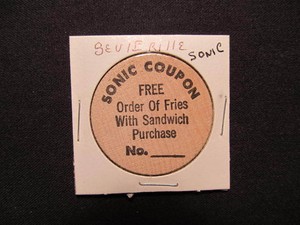 SEVIERVILLE
SONIC
SONIC COUPON
FREE
Order Of Fries
With Sandwich
Purchase
No.